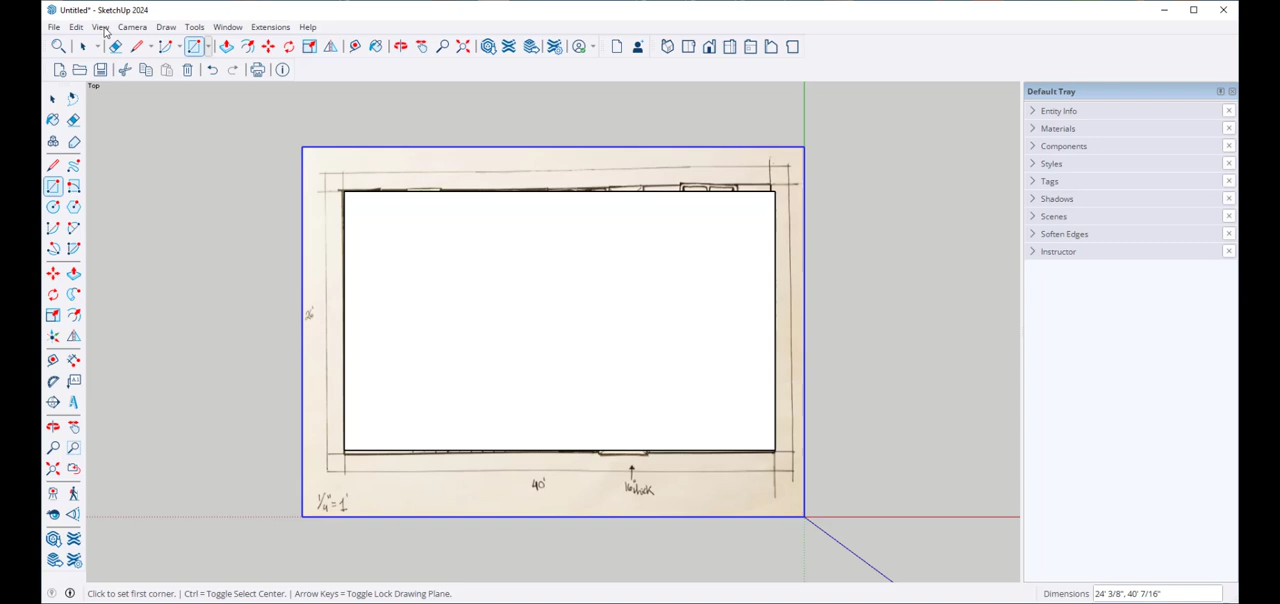 Untitled* - SketchUp 2024
File Edit View Camera Draw Tools Window Extensions Help
Top
Default Tray
Entity Info
Materials
Components
Styles
Tags
Shadows
Scenes
Soften Edges
Instructor
40'
1/4" = 1'
Click to set first corner. | Ctrl = Toggle Select Center. | Arrow Keys = Toggle Lock Drawing Plane.
Dimensions 24' 3/8", 40' 7/16"